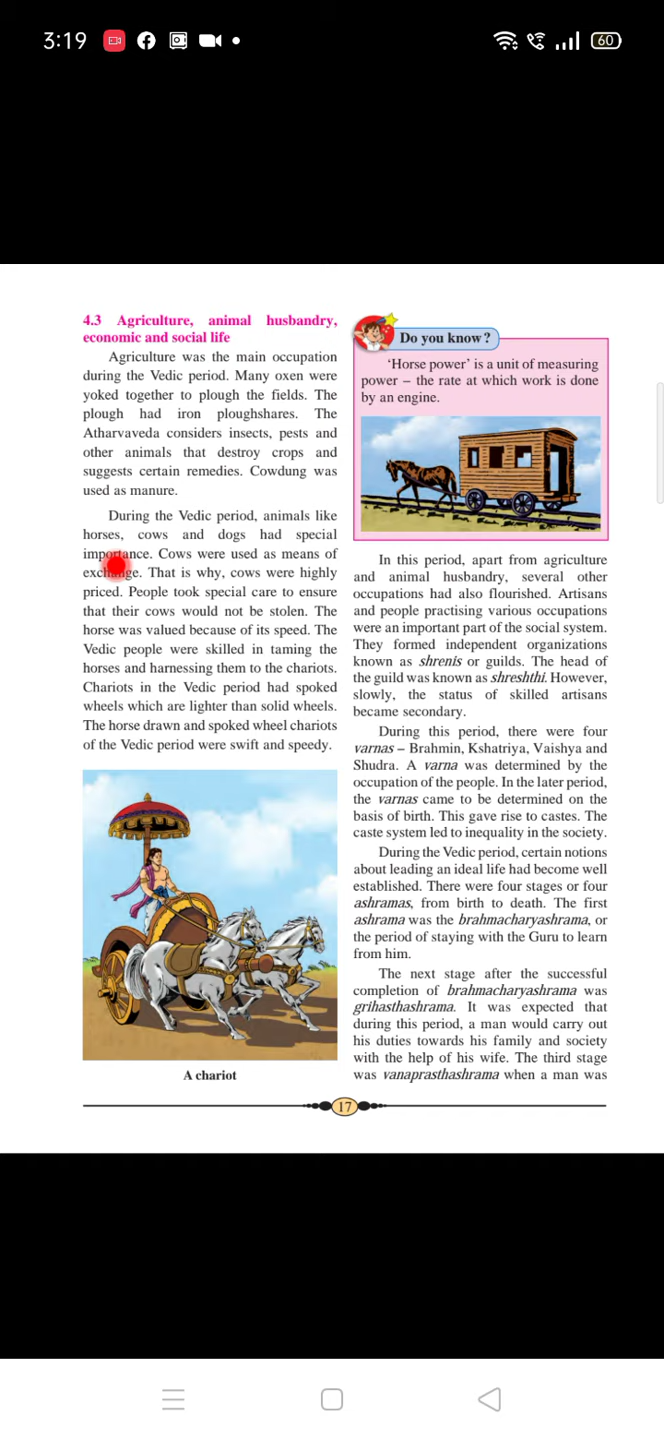 3:19
60
4.3 Agriculture, animal husbandry,
economic and social life
Agriculture was the main occupation
during the Vedic period. Many oxen were
yoked together to plough the fields. The
plough had iron ploughshares. The
Atharvaveda considers insects, pests and
other animals that destroy crops and
suggests certain remedies. Cowdung was
used as manure.
During the Vedic period, animals like
horses, cows and dogs had special
importance. Cows were used as means of
exchange. That is why, cows were highly
priced. People took special care to ensure
that their cows would not be stolen. The
horse was valued because of its speed. The
Vedic people were skilled in taming the
horses and harnessing them to the chariots.
Chariots in the Vedic period had spoked
wheels which are lighter than solid wheels.
The horse drawn and spoked wheel chariots
of the Vedic period were swift and speedy.
A chariot
Do you know?
‘Horse power’ is a unit of measuring
power – the rate at which work is done
by an engine.
In this period, apart from agriculture
and animal husbandry, several other
occupations had also flourished. Artisans
and people practising various occupations
were an important part of the social system.
They formed independent organizations
known as shrenis or guilds. The head of
the guild was known as shreshthi. However,
slowly, the status of skilled artisans
became secondary.
During this period, there were four
varnas – Brahmin, Kshatriya, Vaishya and
Shudra. A varna was determined by the
occupation of the people. In the later period,
the varnas came to be determined on the
basis of birth. This gave rise to castes. The
caste system led to inequality in the society.
During the Vedic period, certain notions
about leading an ideal life had become well
established. There were four stages or four
ashramas, from birth to death. The first
ashrama was the brahmacharyashrama, or
the period of staying with the Guru to learn
from him.
The next stage after the successful
completion of brahmacharyashrama was
grihasthashrama. It was expected that
during this period, a man would carry out
his duties towards his family and society
with the help of his wife. The third stage
was vanaprasthashrama when a man was
17